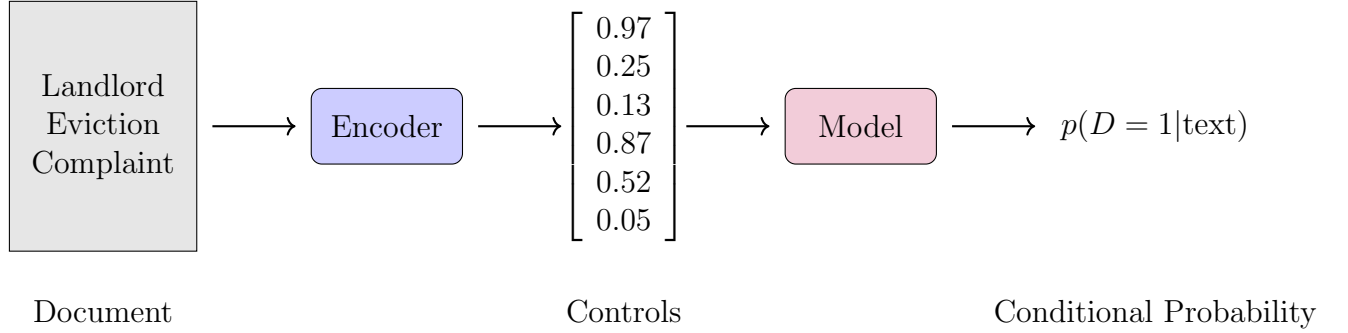 Landlord
Eviction
Complaint
Encoder
0.97
0.25
0.13
0.87
0.52
0.05
Model
p(D = 1|text)
Document
Controls
Conditional Probability